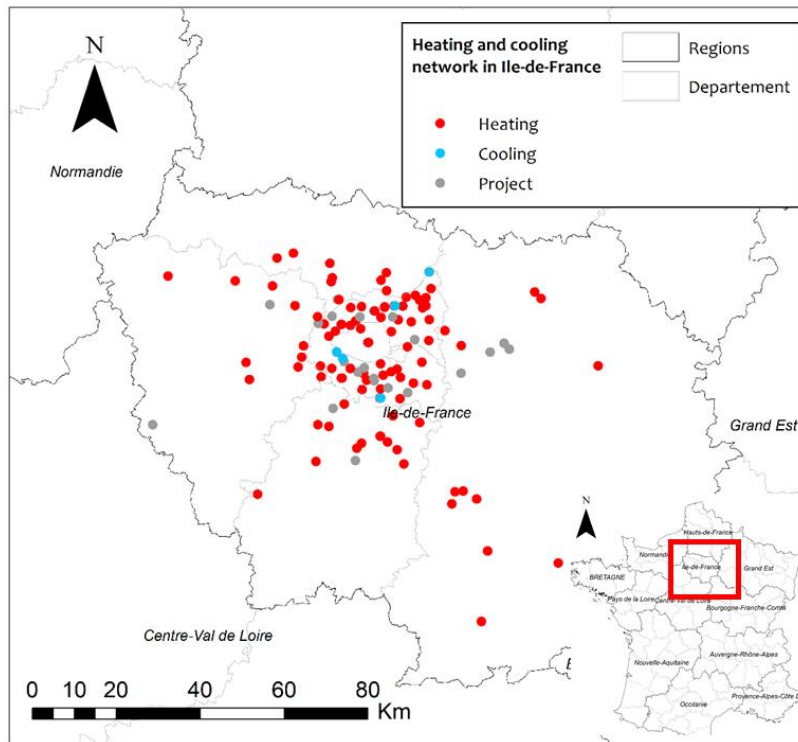 N
Heating and cooling
network in Ile-de-France
Regions
Departement
Heating
Cooling
Project
Normandie
Ile-de-France
Grand Est
Centre-Val de Loire
0 10 20 40 60 80
Km
N
Hauts-de-France
Normandie
Ile-de-France
Grand Est
BRETAGNE
Pays de la Loire
Centre-Val de Loire
Bourgogne-Franche-Comté
Nouvelle-Aquitaine
Auvergne-Rhône-Alpes
Occitanie
Provence-Alpes-Côte